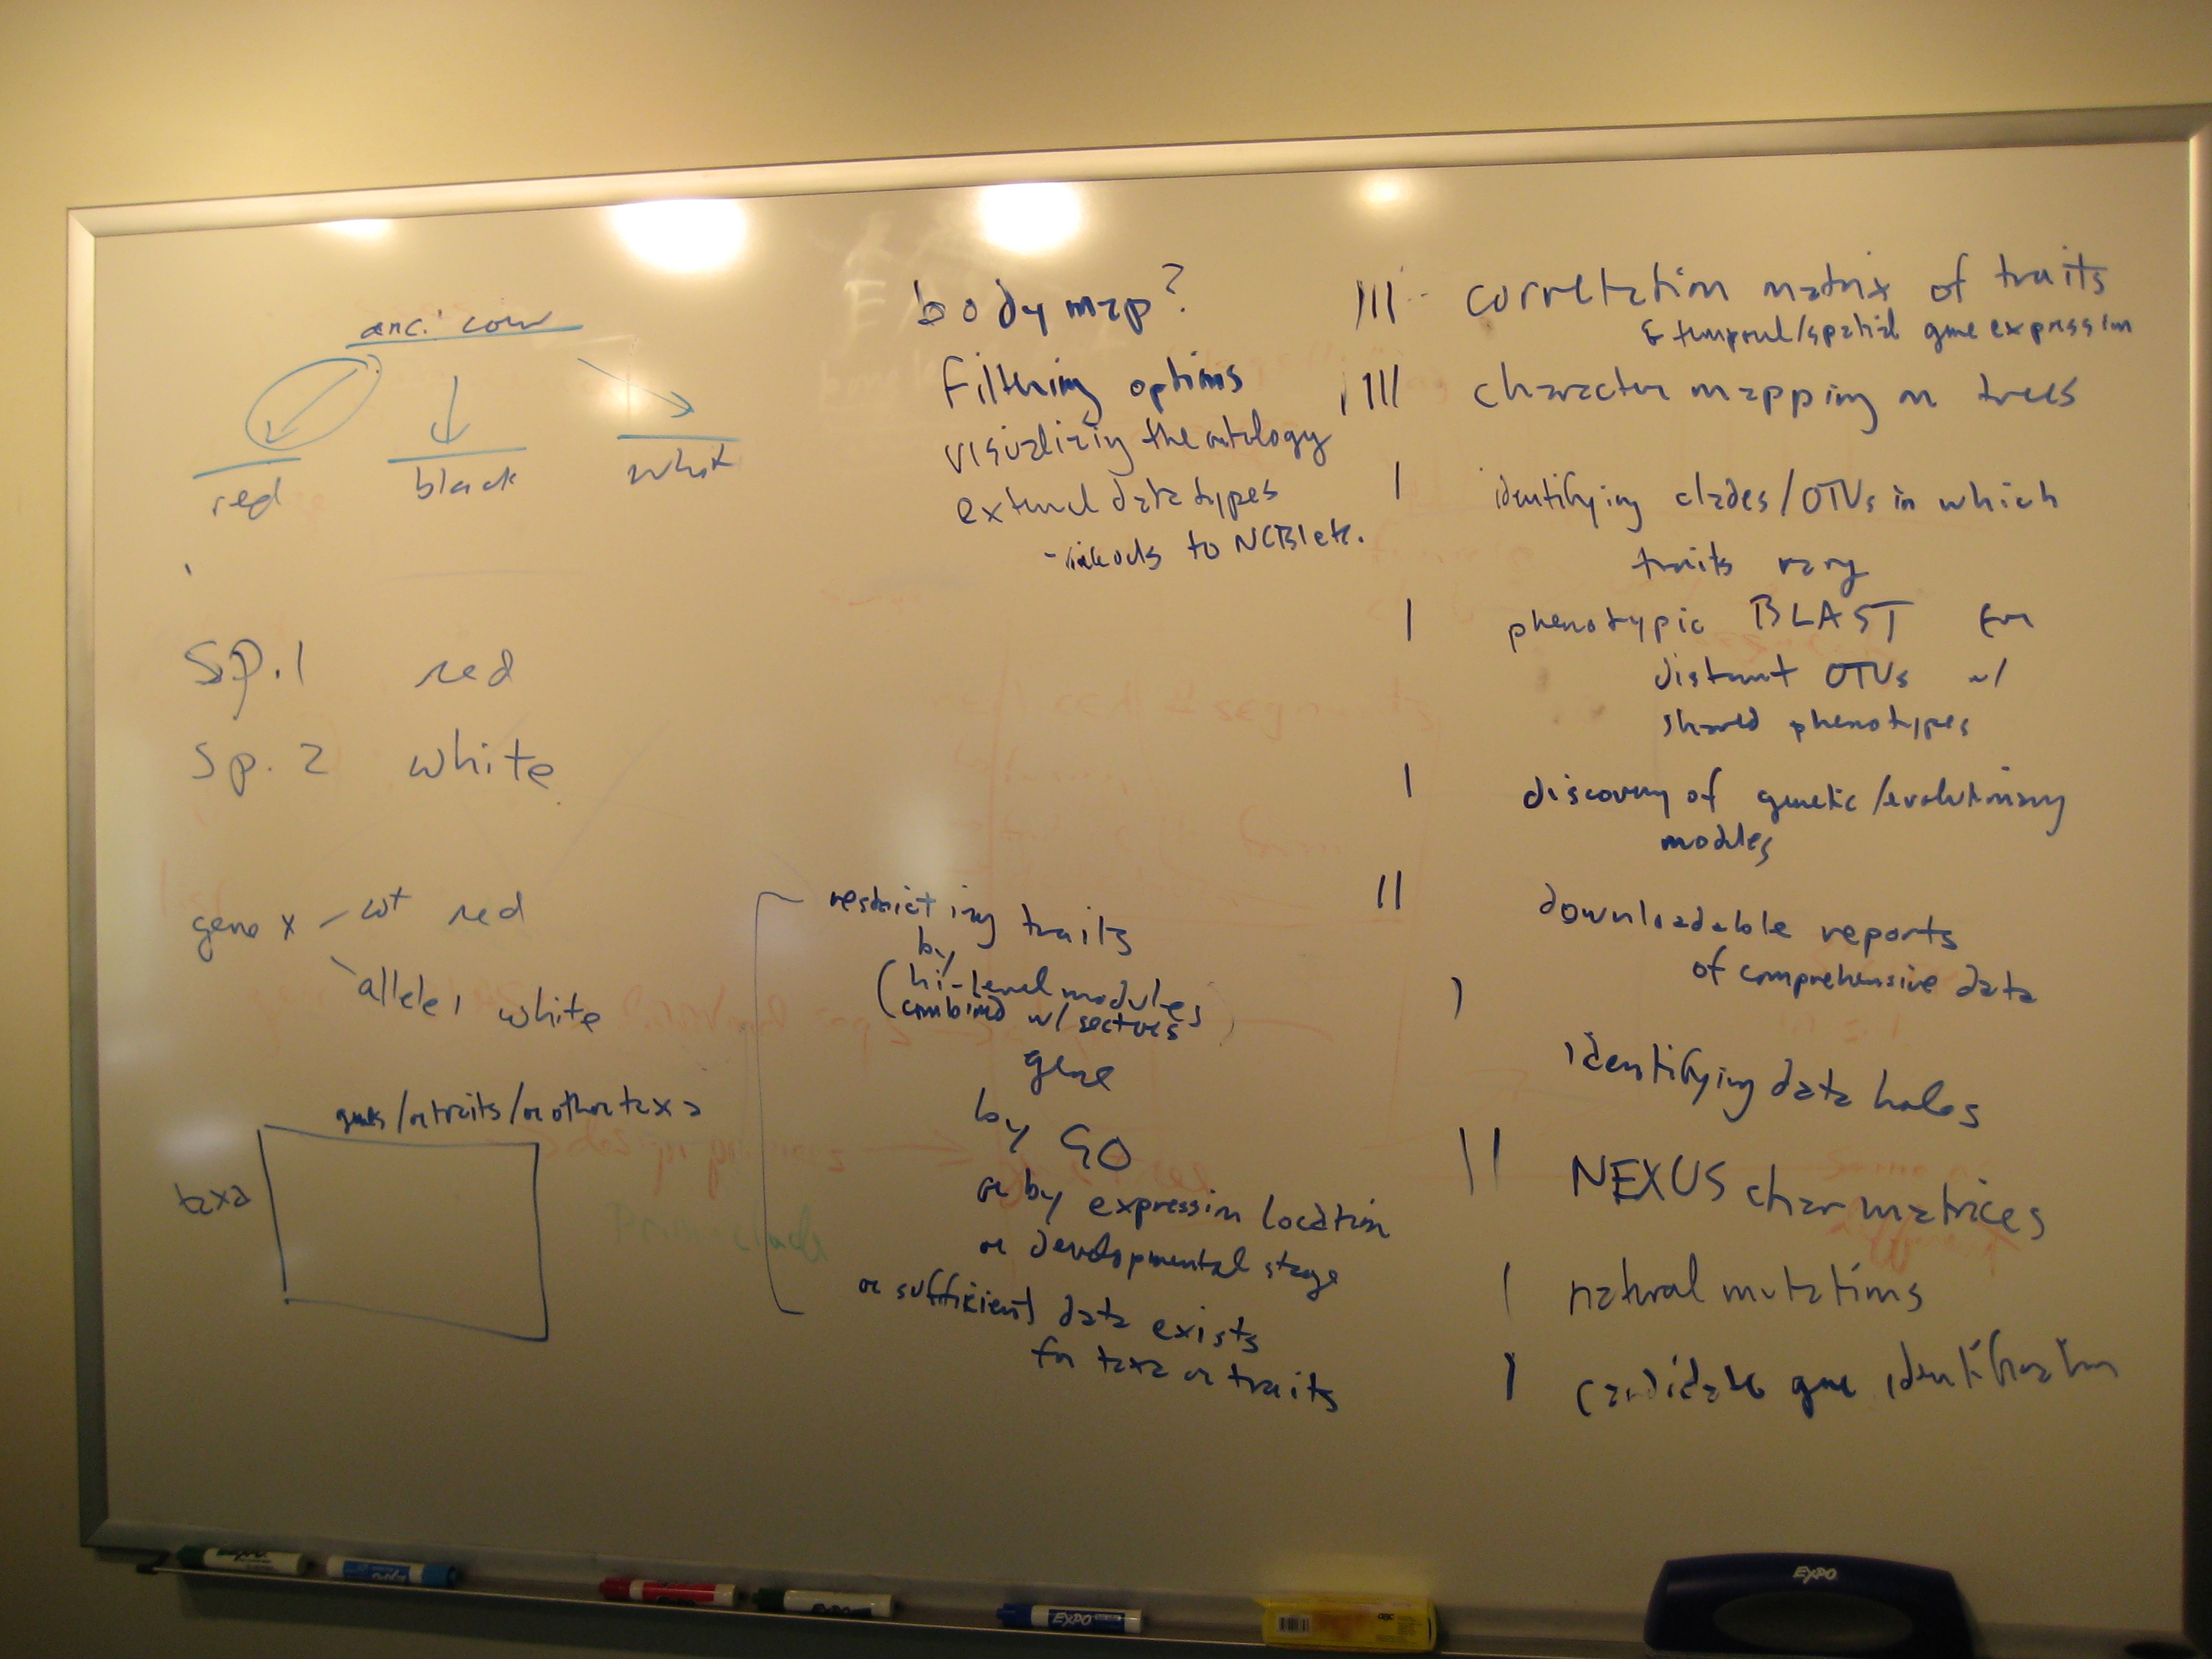 anc. cow
red
black
whit
sp. 1 red
sp. 2 white
gene x - wt red
allele 1 white
genes/or traits/or other taxa
taxa
body map?
Filtering options
visualizing the ontology
external data types
- linkouts to NCBI etc.
restricting traits
by
(hi-level modules
combined w/ sectors)
gene
by GO
or by expression location
or developmental stage
or sufficient data exists
for taxa or traits
||| correlation matrix of traits
& temporal/spatial gene expression
|||| character mapping on trees
| identifying clades/OTUs in which
traits vary
| phenotypic BLAST for
distant OTUs w/
shared phenotypes
| discovery of genetic/evolutionary
modules
|| downloadable reports
of comprehensive data
| identifying data holes
|| NEXUS char matrices
| natural mutations
| candidate gene identification
EXPO
EXPO